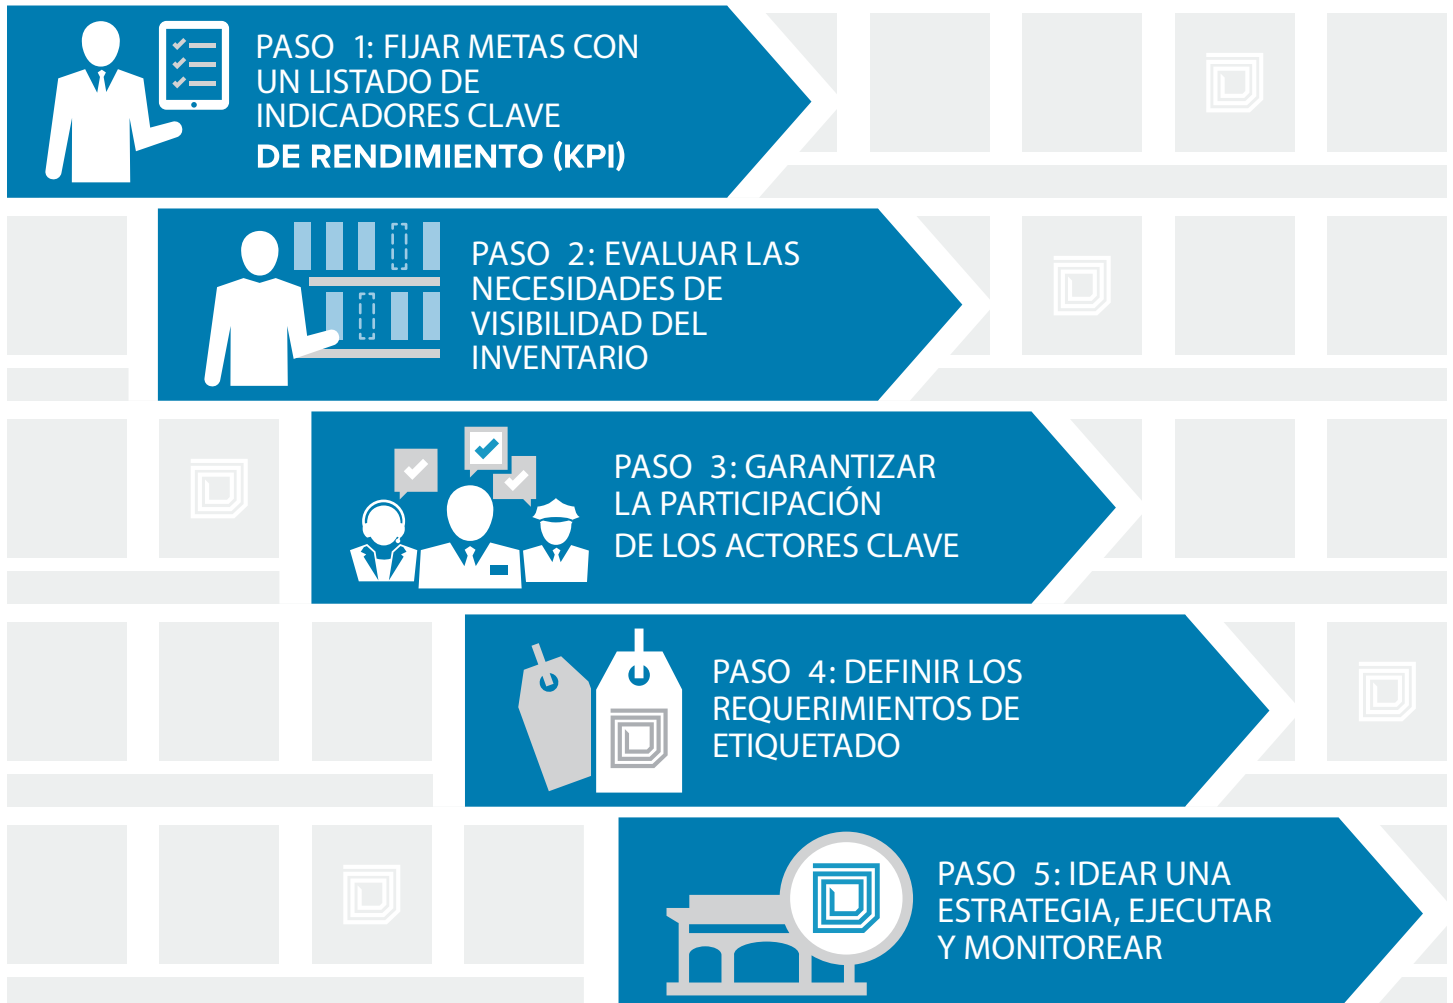 PASO 1: FIJAR METAS CON
UN LISTADO DE
INDICADORES CLAVE
DE RENDIMIENTO (KPI)
PASO 2: EVALUAR LAS
NECESIDADES DE
VISIBILIDAD DEL
INVENTARIO
PASO 3: GARANTIZAR
LA PARTICIPACIÓN
DE LOS ACTORES CLAVE
PASO 4: DEFINIR LOS
REQUERIMIENTOS DE
ETIQUETADO
PASO 5: IDEAR UNA
ESTRATEGIA, EJECUTAR
Y MONITOREAR